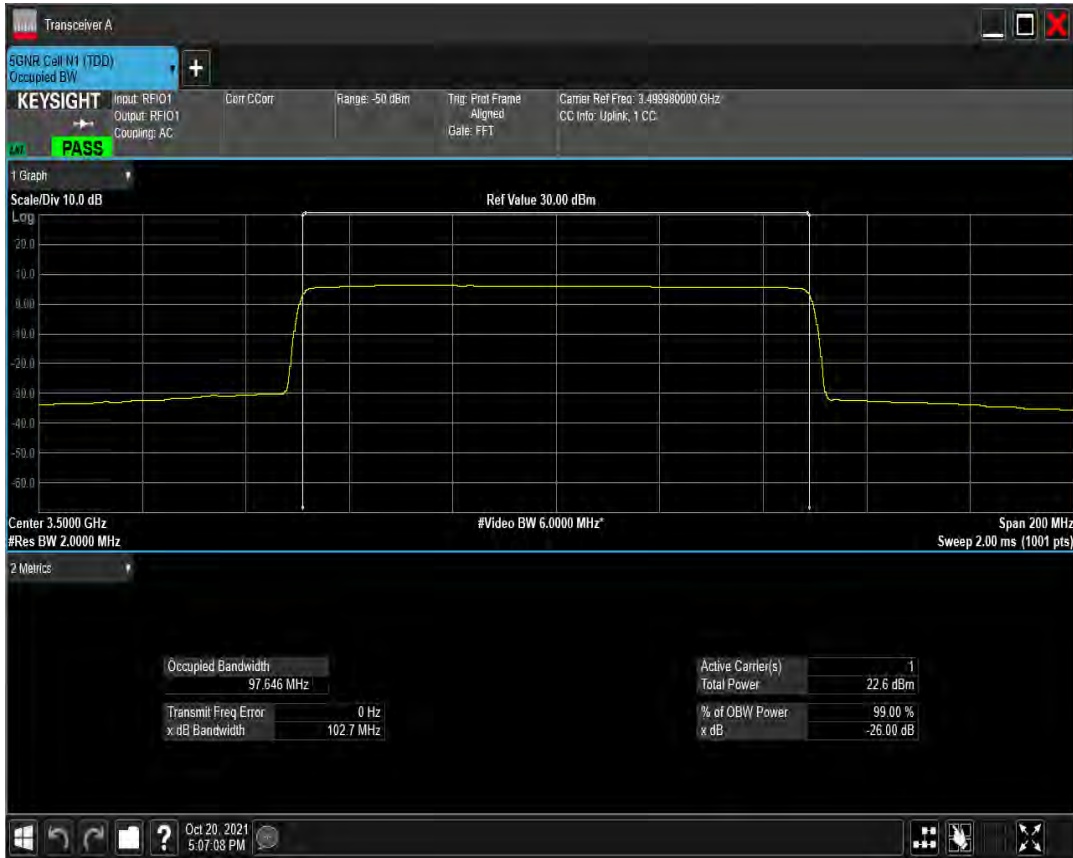 Transceiver A
5GNR Cell N1 (TDD)
Occupied BW
+
KEYSIGHT
Input: RFIO1
Output: RFIO1
Coupling: AC
PASS
Corr CCorr
Range: -50 dBm
Trig: Prot Frame
Aligned
Gate: FFT
Carrier Ref Freq: 3.499980000 GHz
CC Info: Uplink, 1 CC
1 Graph
Scale/Div 10.0 dB
Ref Value 30.00 dBm
Log
20.0
10.0
0.00
-10.0
-20.0
-30.0
-40.0
-50.0
-60.0
Center 3.5000 GHz
#Video BW 6.0000 MHz*
Span 200 MHz
#Res BW 2.0000 MHz
Sweep 2.00 ms (1001 pts)
2 Metrics
Occupied Bandwidth
97.646 MHz
Transmit Freq Error 0 Hz
x dB Bandwidth 102.7 MHz
Active Carrier(s) 1
Total Power 22.6 dBm
% of OBW Power 99.00 %
x dB -26.00 dB
?
Oct 20, 2021
5:07:08 PM